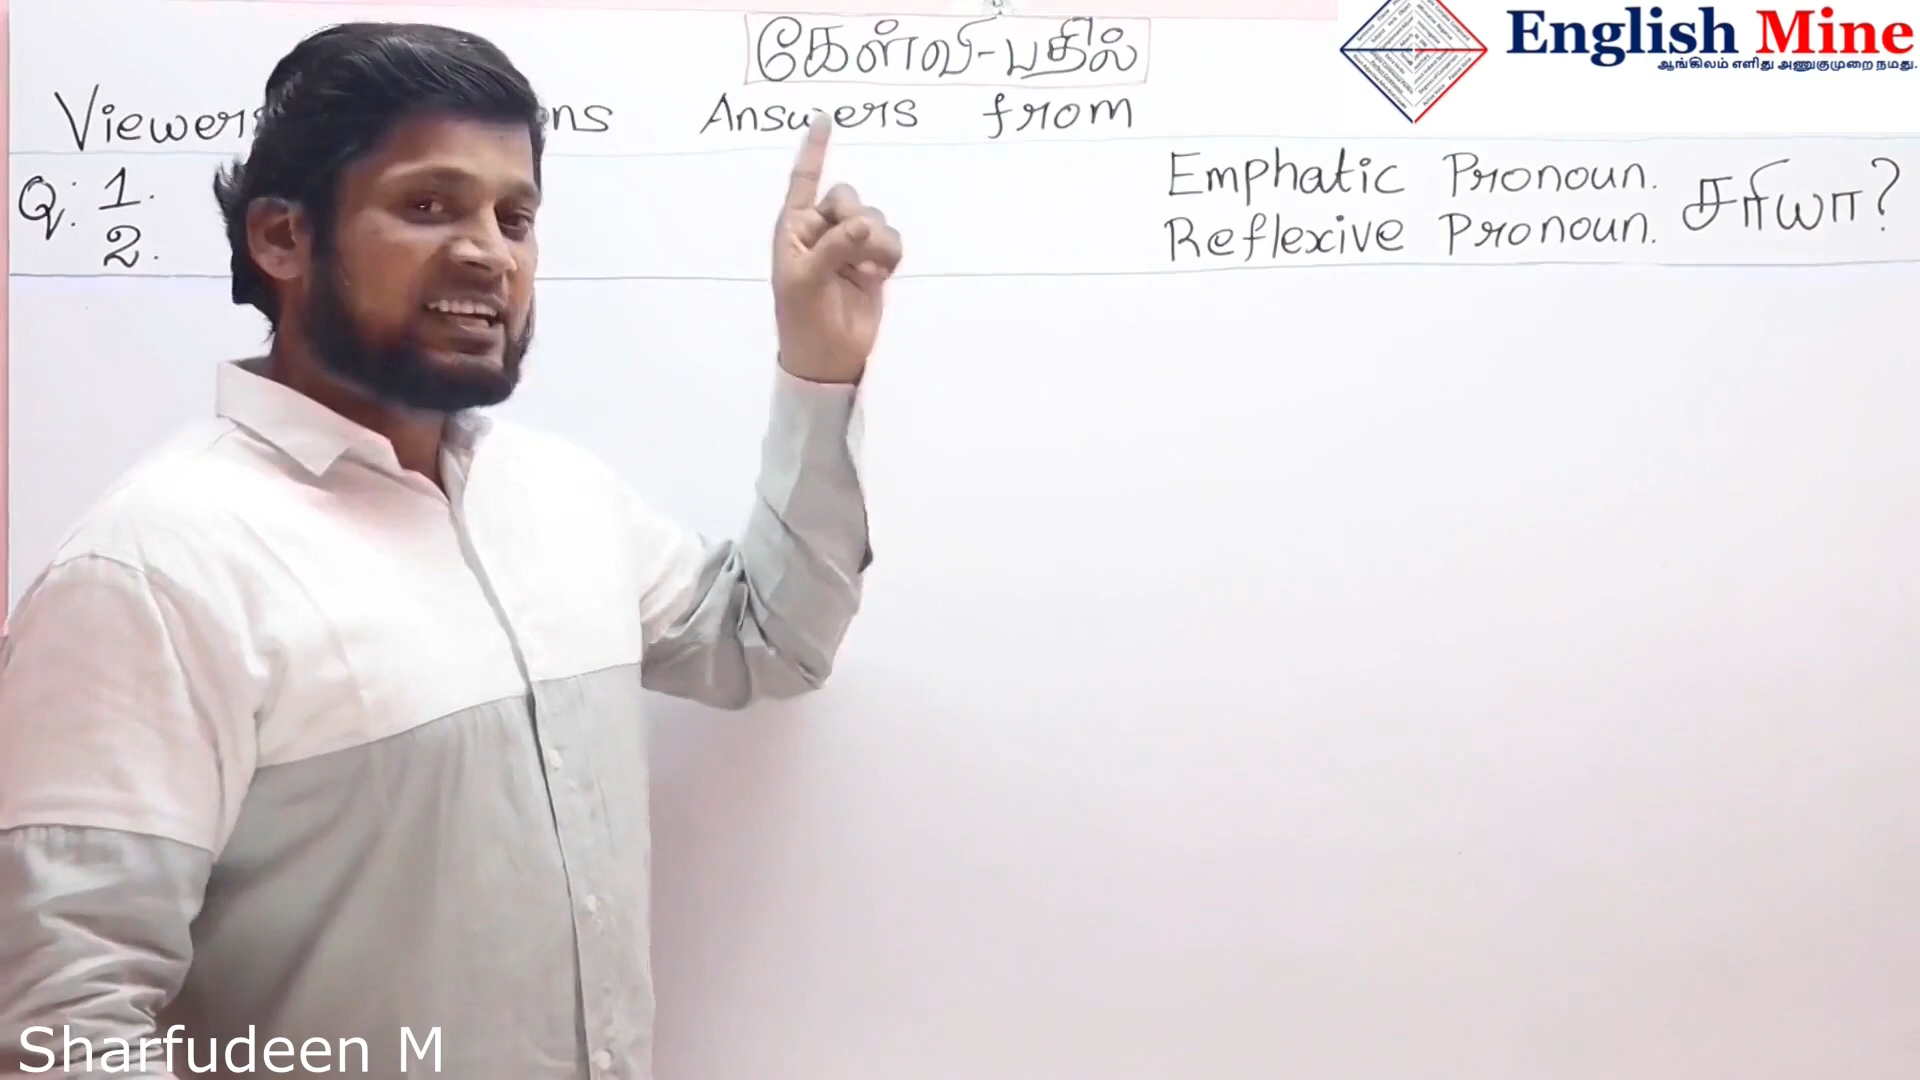 கேள்வி-பதில்
English Mine
ஆங்கிலம் எளிது அணுகுமுறை நமது.
Viewers ns Answers from
Q: 1. Emphatic Pronoun. சரியா?
2. Reflexive Pronoun.
Sharfudeen M